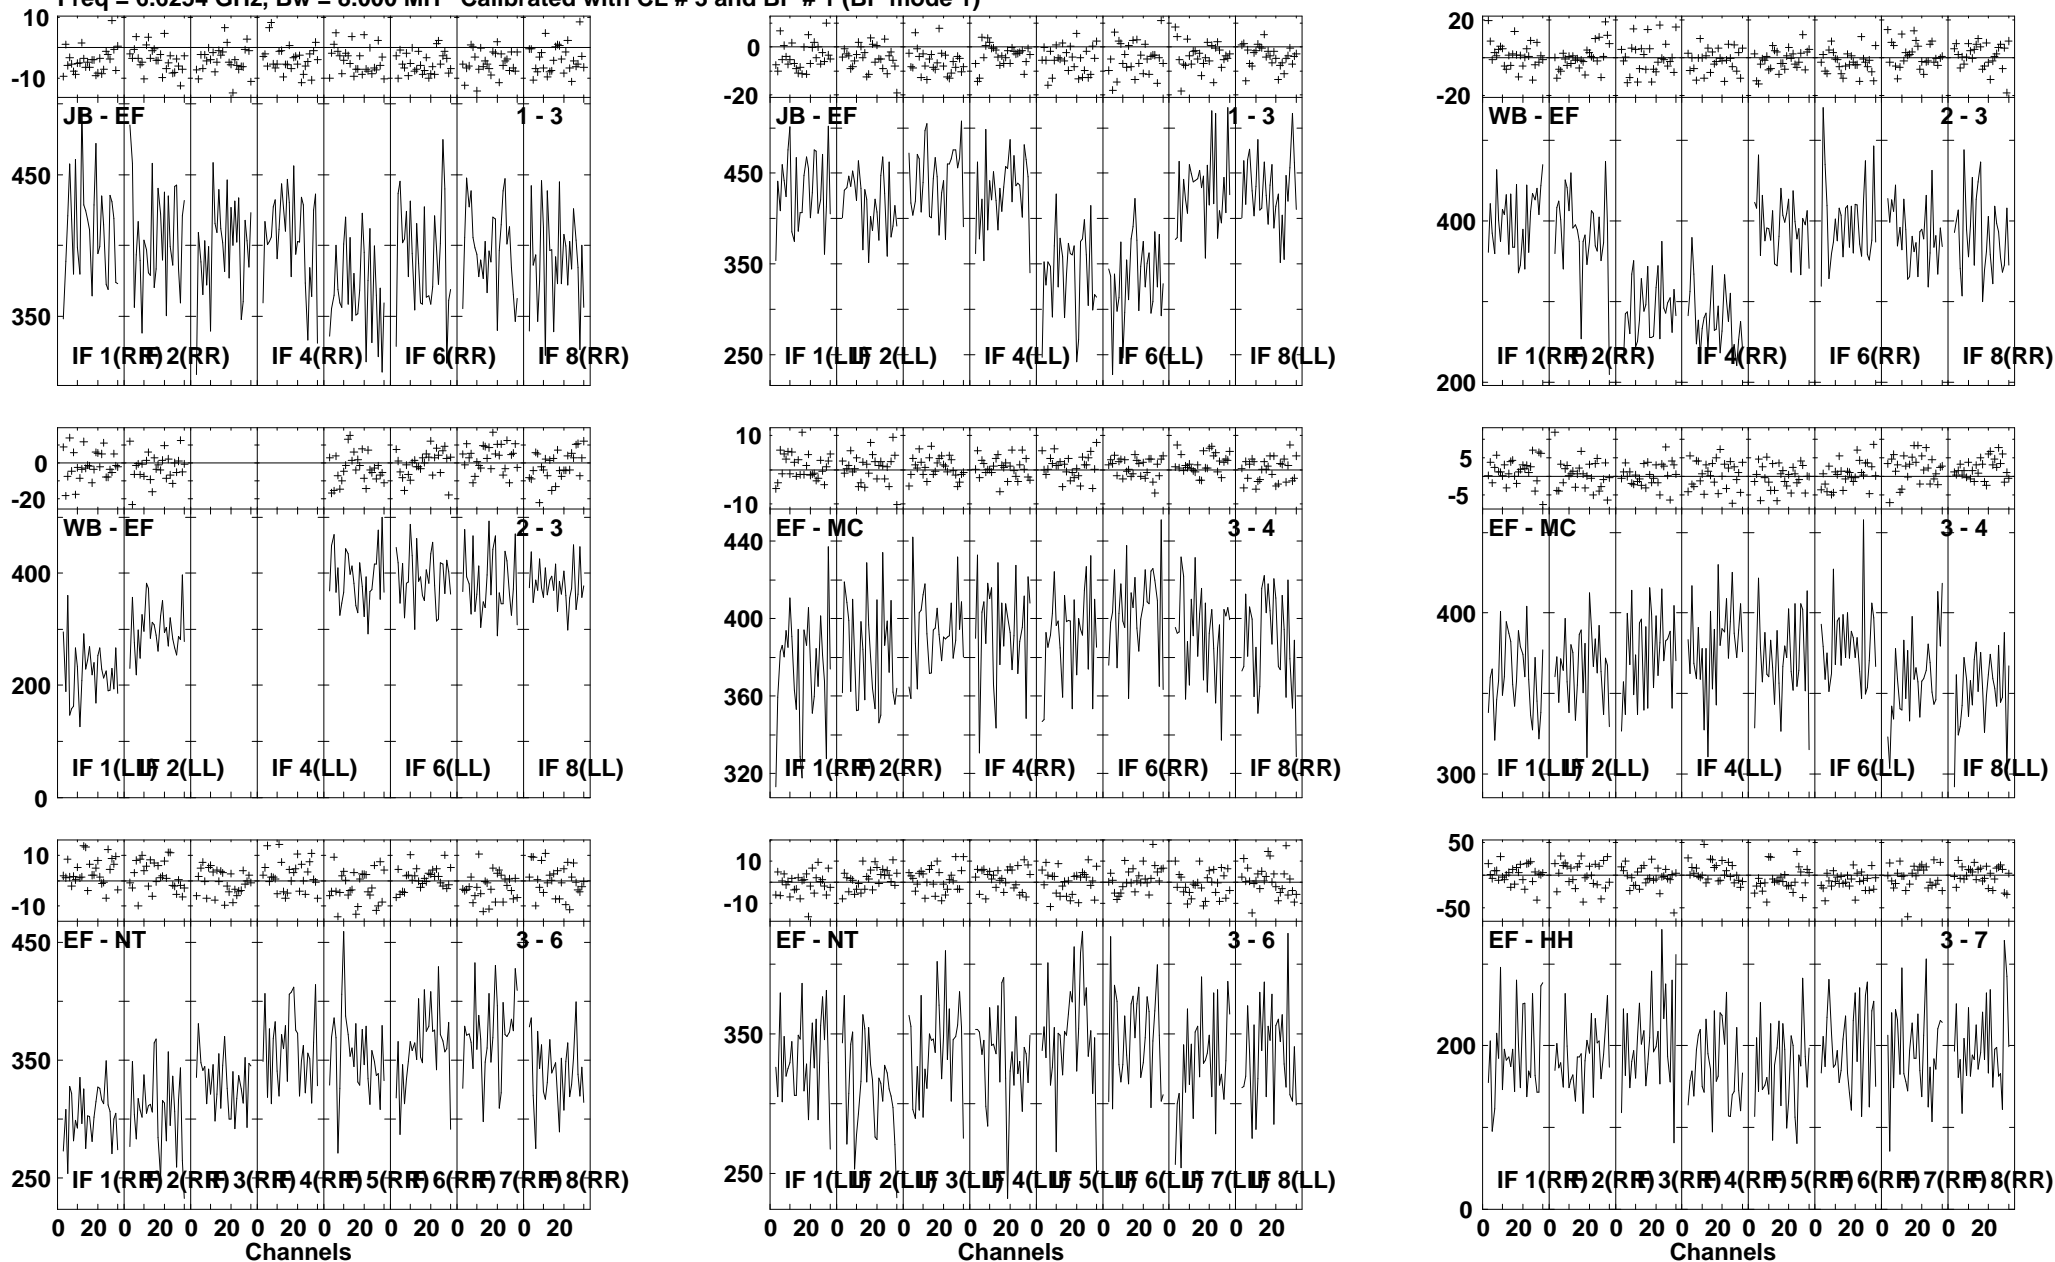 Calibrated with CL # 3 and BP # 1 (BP mode 1)
10
-10
JB - EF 1 - 3
450
350
IF 1(RR) IF 2(RR) IF 4(RR) IF 6(RR) IF 8(RR)
0
-20
JB - EF 1 - 3
450
350
250
IF 1(LL) IF 2(LL) IF 4(LL) IF 6(LL) IF 8(LL)
20
-20
WB - EF 2 - 3
400
200
IF 1(RR) IF 2(RR) IF 4(RR) IF 6(RR) IF 8(RR)
0
-20
WB - EF 2 - 3
400
200
0
IF 1(LL) IF 2(LL) IF 4(LL) IF 6(LL) IF 8(LL)
10
-10
EF - MC 3 - 4
440
400
360
320
IF 1(RR) IF 2(RR) IF 4(RR) IF 6(RR) IF 8(RR)
5
-5
EF - MC 3 - 4
400
300
IF 1(LL) IF 2(LL) IF 4(LL) IF 6(LL) IF 8(LL)
10
-10
EF - NT 3 - 6
450
350
250
IF 1(RR) IF 2(RR) IF 3(RR) IF 4(RR) IF 5(RR) IF 6(RR) IF 7(RR) IF 8(RR)
0 20 0 20 0 20 0 20 0 20 0 20 0 20 0 20
Channels
10
-10
EF - NT 3 - 6
350
250
IF 1(LL) IF 2(LL) IF 3(LL) IF 4(LL) IF 5(LL) IF 6(LL) IF 7(LL) IF 8(LL)
0 20 0 20 0 20 0 20 0 20 0 20 0 20 0 20
Channels
50
-50
EF - HH 3 - 7
200
0
IF 1(RR) IF 2(RR) IF 3(RR) IF 4(RR) IF 5(RR) IF 6(RR) IF 7(RR) IF 8(RR)
0 20 0 20 0 20 0 20 0 20 0 20 0 20 0 20
Channels